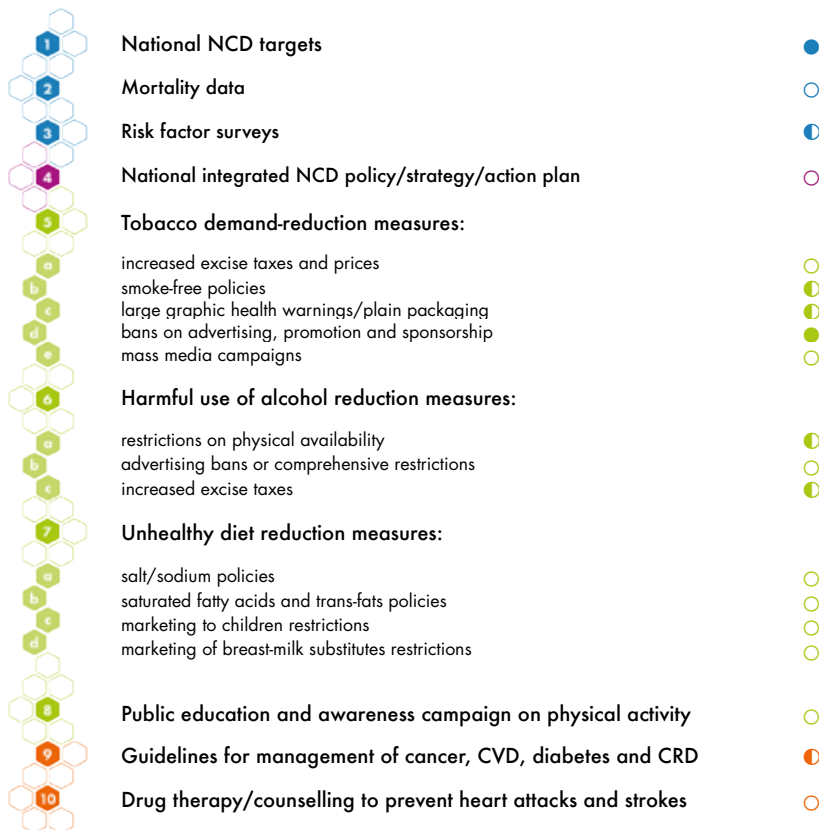 1 National NCD targets
2 Mortality data
3 Risk factor surveys
4 National integrated NCD policy/strategy/action plan
5 Tobacco demand-reduction measures:
a increased excise taxes and prices
b smoke-free policies
c large graphic health warnings/plain packaging
d bans on advertising, promotion and sponsorship
e mass media campaigns
6 Harmful use of alcohol reduction measures:
a restrictions on physical availability
b advertising bans or comprehensive restrictions
c increased excise taxes
7 Unhealthy diet reduction measures:
a salt/sodium policies
b saturated fatty acids and trans-fats policies
c marketing to children restrictions
d marketing of breast-milk substitutes restrictions
8 Public education and awareness campaign on physical activity
9 Guidelines for management of cancer, CVD, diabetes and CRD
10 Drug therapy/counselling to prevent heart attacks and strokes